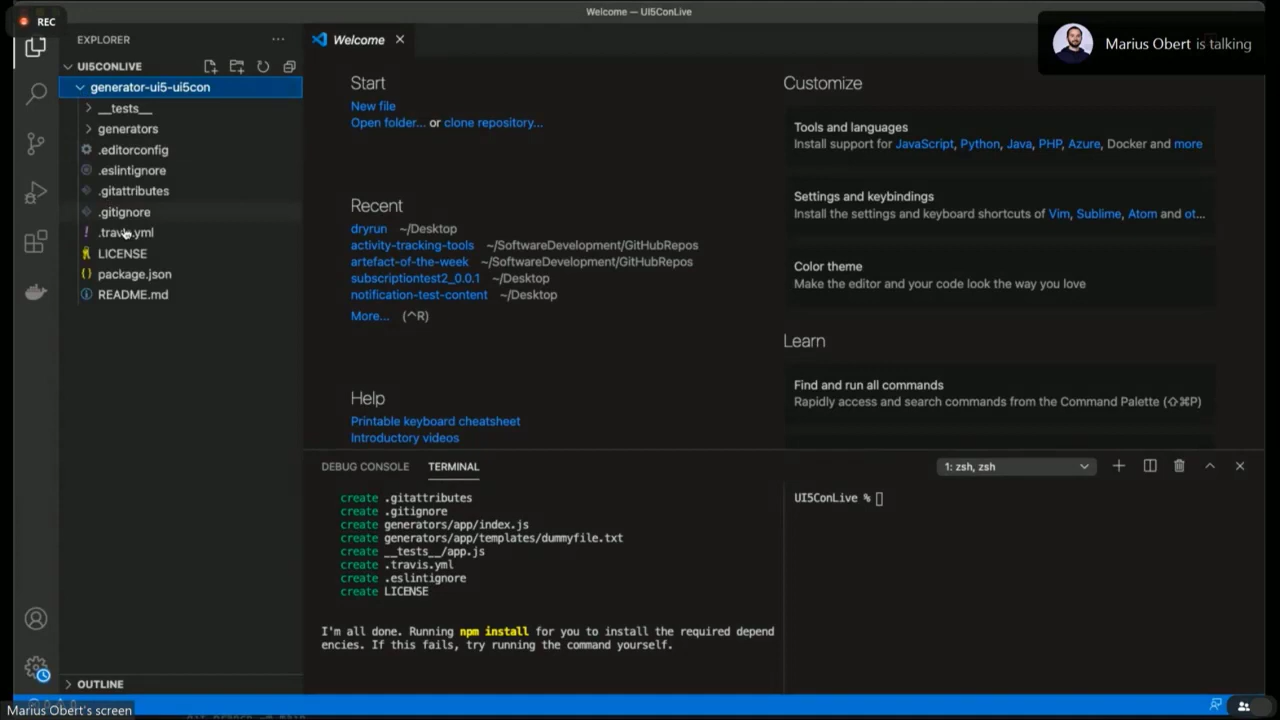 Welcome — UI5ConLive
REC
Marius Obert is talking
EXPLORER
UI5CONLIVE
generator-ui5-ui5con
__tests__
generators
.editorconfig
.eslintignore
.gitattributes
.gitignore
.travis.yml
LICENSE
package.json
README.md
OUTLINE
Welcome
Start
New file
Open folder... or clone repository...
Recent
dryrun ~/Desktop
activity-tracking-tools ~/SoftwareDevelopment/GitHubRepos
artefact-of-the-week ~/SoftwareDevelopment/GitHubRepos
subscriptiontest2_0.0.1 ~/Desktop
notification-test-content ~/Desktop
More... (^R)
Help
Printable keyboard cheatsheet
Introductory videos
Customize
Tools and languages
Install support for JavaScript, Python, Java, PHP, Azure, Docker and more
Settings and keybindings
Install the settings and keyboard shortcuts of Vim, Sublime, Atom and ot...
Color theme
Make the editor and your code look the way you love
Learn
Find and run all commands
Rapidly access and search commands from the Command Palette (⇧⌘P)
DEBUG CONSOLE TERMINAL
1: zsh, zsh
create .gitattributes
create .gitignore
create generators/app/index.js
create generators/app/templates/dummyfile.txt
create __tests__/app.js
create .travis.yml
create .eslintignore
create LICENSE
I'm all done. Running npm install for you to install the required depend
encies. If this fails, try running the command yourself.
UI5ConLive %
Marius Obert's screen